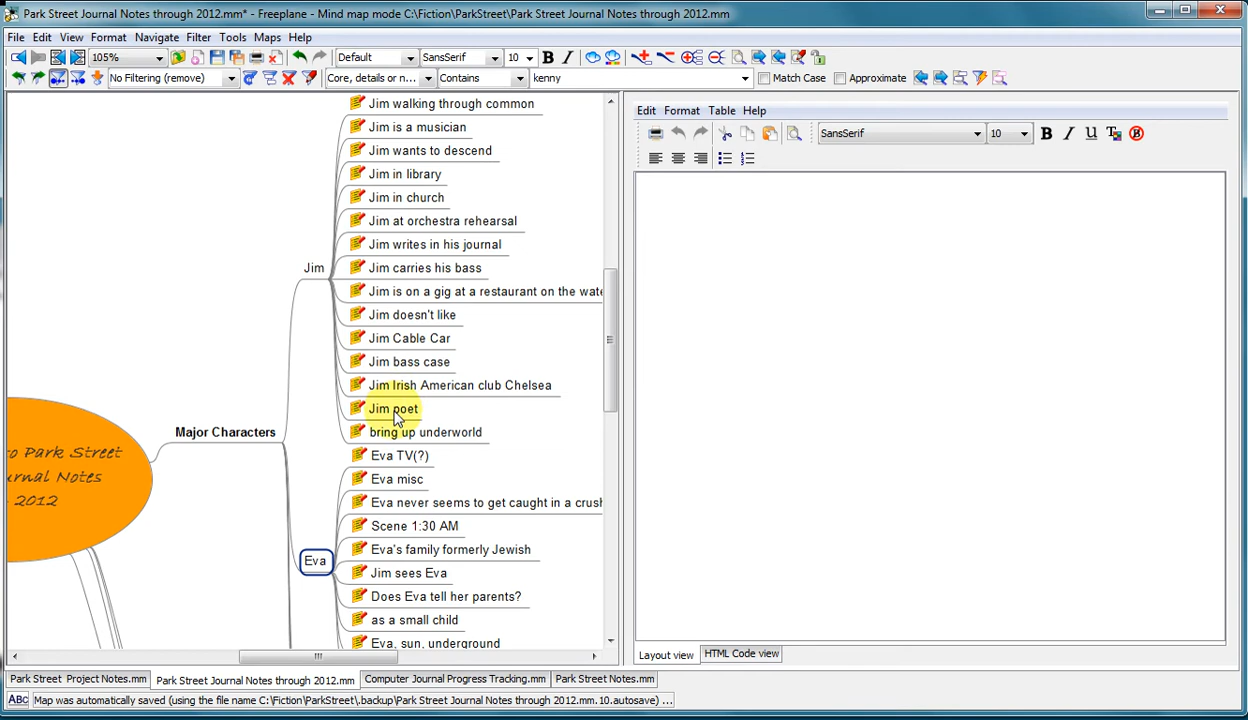 Park Street Journal Notes through 2012.mm* - Freeplane - Mind map mode C:\Fiction\ParkStreet\Park Street Journal Notes through 2012.mm
File Edit View Format Navigate Filter Tools Maps Help
105% Default SansSerif 10 B I
No Filtering (remove) Core, details or n... Contains kenny Match Case Approximate
Jim walking through common
Jim is a musician
Jim wants to descend
Jim in library
Jim in church
Jim at orchestra rehearsal
Jim writes in his journal
Jim
Jim carries his bass
Jim is on a gig at a restaurant on the wate
Jim doesn't like
Jim Cable Car
Jim bass case
Jim Irish American club Chelsea
Jim poet
Major Characters
bring up underworld
to Park Street
urnal Notes
2012
Eva TV(?)
Eva misc
Eva never seems to get caught in a crush
Scene 1:30 AM
Eva's family formerly Jewish
Eva
Jim sees Eva
Does Eva tell her parents?
as a small child
Eva, sun, underground
Edit Format Table Help
SansSerif 10 B I U
Layout view HTML Code view
Park Street Project Notes.mm Park Street Journal Notes through 2012.mm Computer Journal Progress Tracking.mm Park Street Notes.mm
ABC Map was automatically saved (using the file name C:\Fiction\ParkStreet\.backup\Park Street Journal Notes through 2012.mm.10.autosave) ...